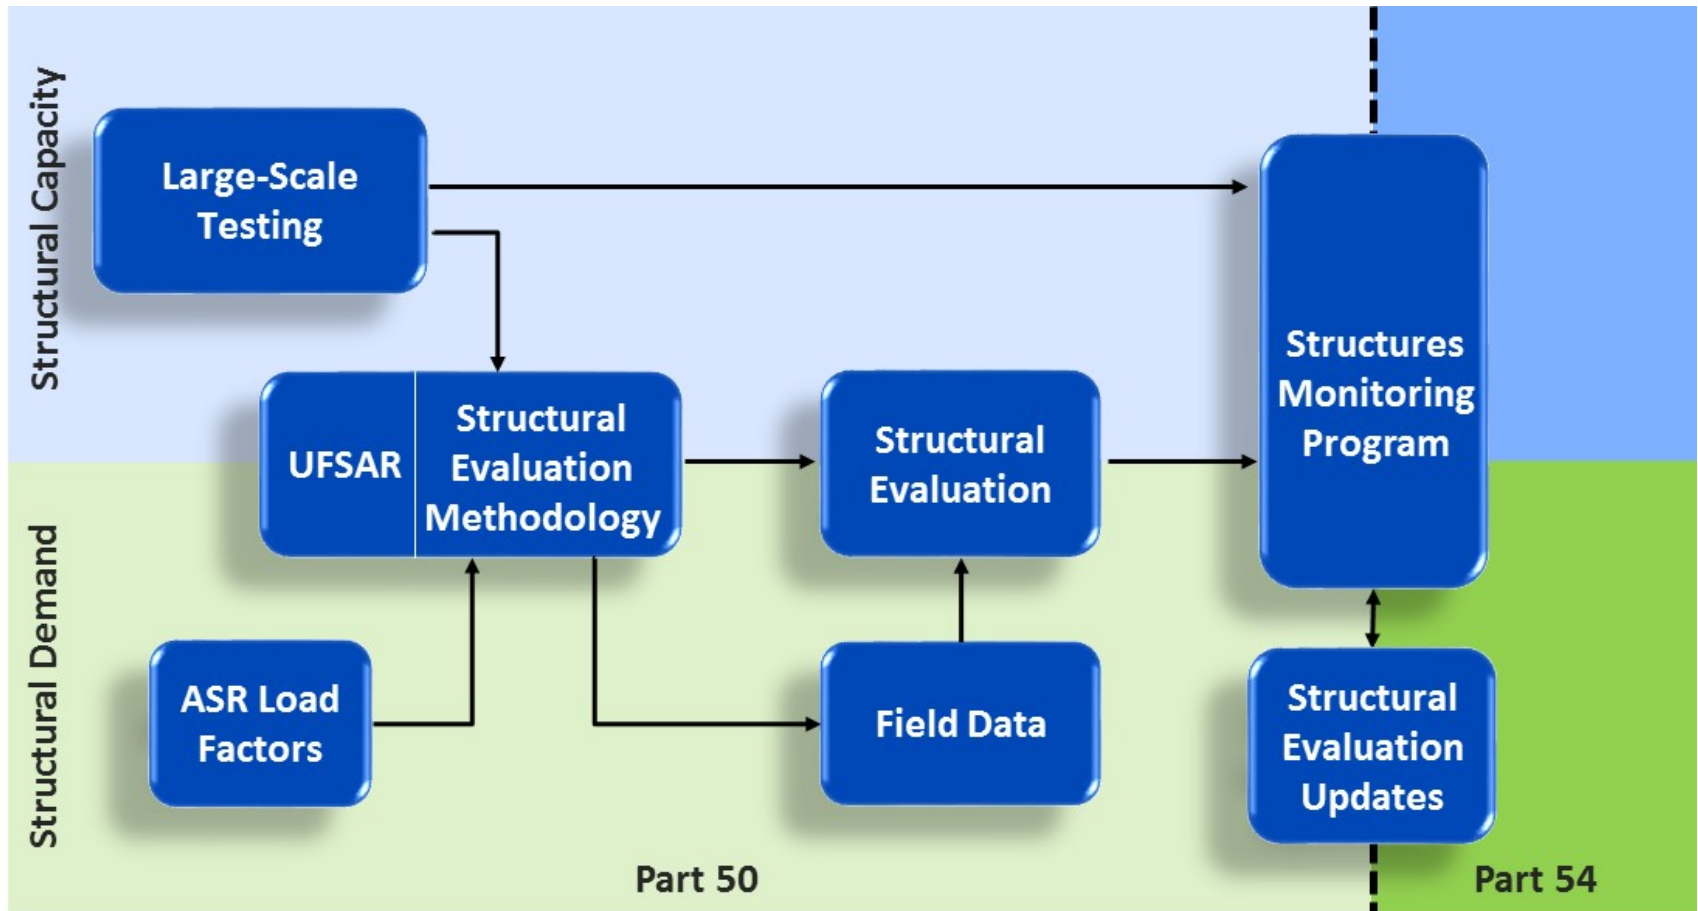 Structural Capacity
Large-Scale
Testing
UFSAR
Structural
Evaluation
Methodology
Structural
Evaluation
Structures
Monitoring
Program
Structural Demand
ASR Load
Factors
Field Data
Structural
Evaluation
Updates
Part 50
Part 54